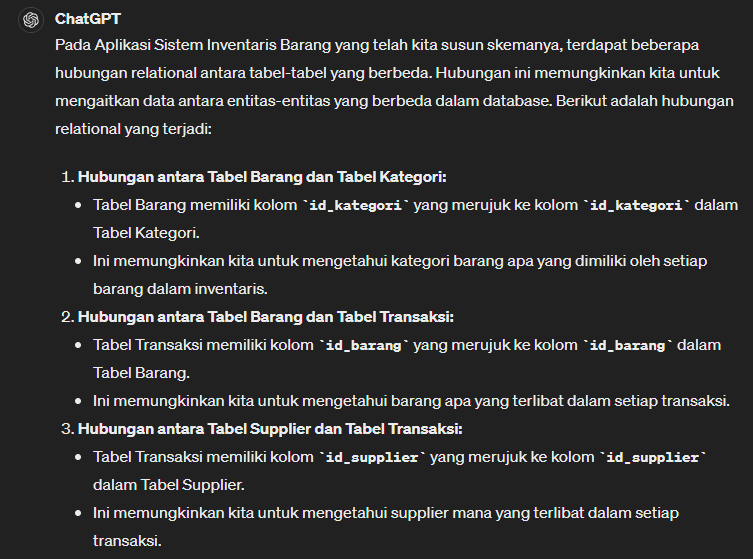 ChatGPT
Pada Aplikasi Sistem Inventaris Barang yang telah kita susun skemanya, terdapat beberapa
hubungan relational antara tabel-tabel yang berbeda. Hubungan ini memungkinkan kita untuk
mengaitkan data antara entitas-entitas yang berbeda dalam database. Berikut adalah hubungan
relational yang terjadi:
1. Hubungan antara Tabel Barang dan Tabel Kategori:
• Tabel Barang memiliki kolom `id_kategori` yang merujuk ke kolom `id_kategori` dalam
Tabel Kategori.
• Ini memungkinkan kita untuk mengetahui kategori barang apa yang dimiliki oleh setiap
barang dalam inventaris.
2. Hubungan antara Tabel Barang dan Tabel Transaksi:
• Tabel Transaksi memiliki kolom `id_barang` yang merujuk ke kolom `id_barang` dalam
Tabel Barang.
• Ini memungkinkan kita untuk mengetahui barang apa yang terlibat dalam setiap transaksi.
3. Hubungan antara Tabel Supplier dan Tabel Transaksi:
• Tabel Transaksi memiliki kolom `id_supplier` yang merujuk ke kolom `id_supplier`
dalam Tabel Supplier.
• Ini memungkinkan kita untuk mengetahui supplier mana yang terlibat dalam setiap
transaksi.